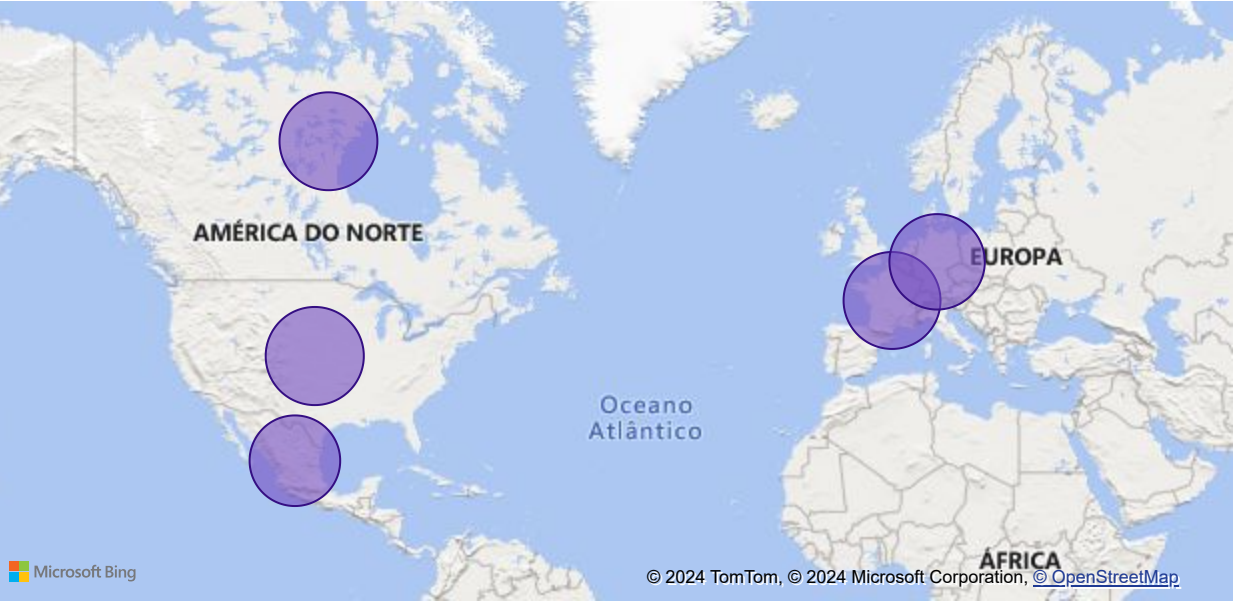 AMÉRICA DO NORTE
EUROPA
Oceano
Atlântico
ÁFRICA
Microsoft Bing
© 2024 TomTom, © 2024 Microsoft Corporation, © OpenStreetMap